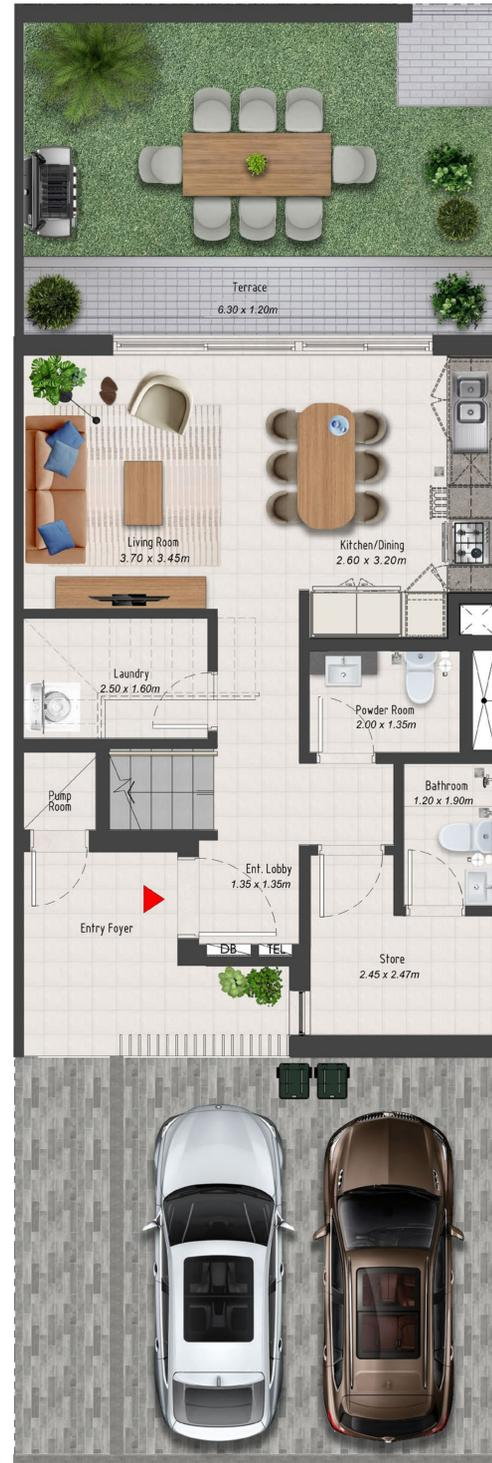 Terrace
6.30 x 1.20m
Living Room
3.70 x 3.45m
Kitchen/Dining
2.60 x 3.20m
Laundry
2.50 x 1.60m
Powder Room
2.00 x 1.35m
Pump
Room
Bathroom
1.20 x 1.90m
Ent. Lobby
1.35 x 1.35m
Entry Foyer
DB
TEL
Store
2.45 x 2.47m